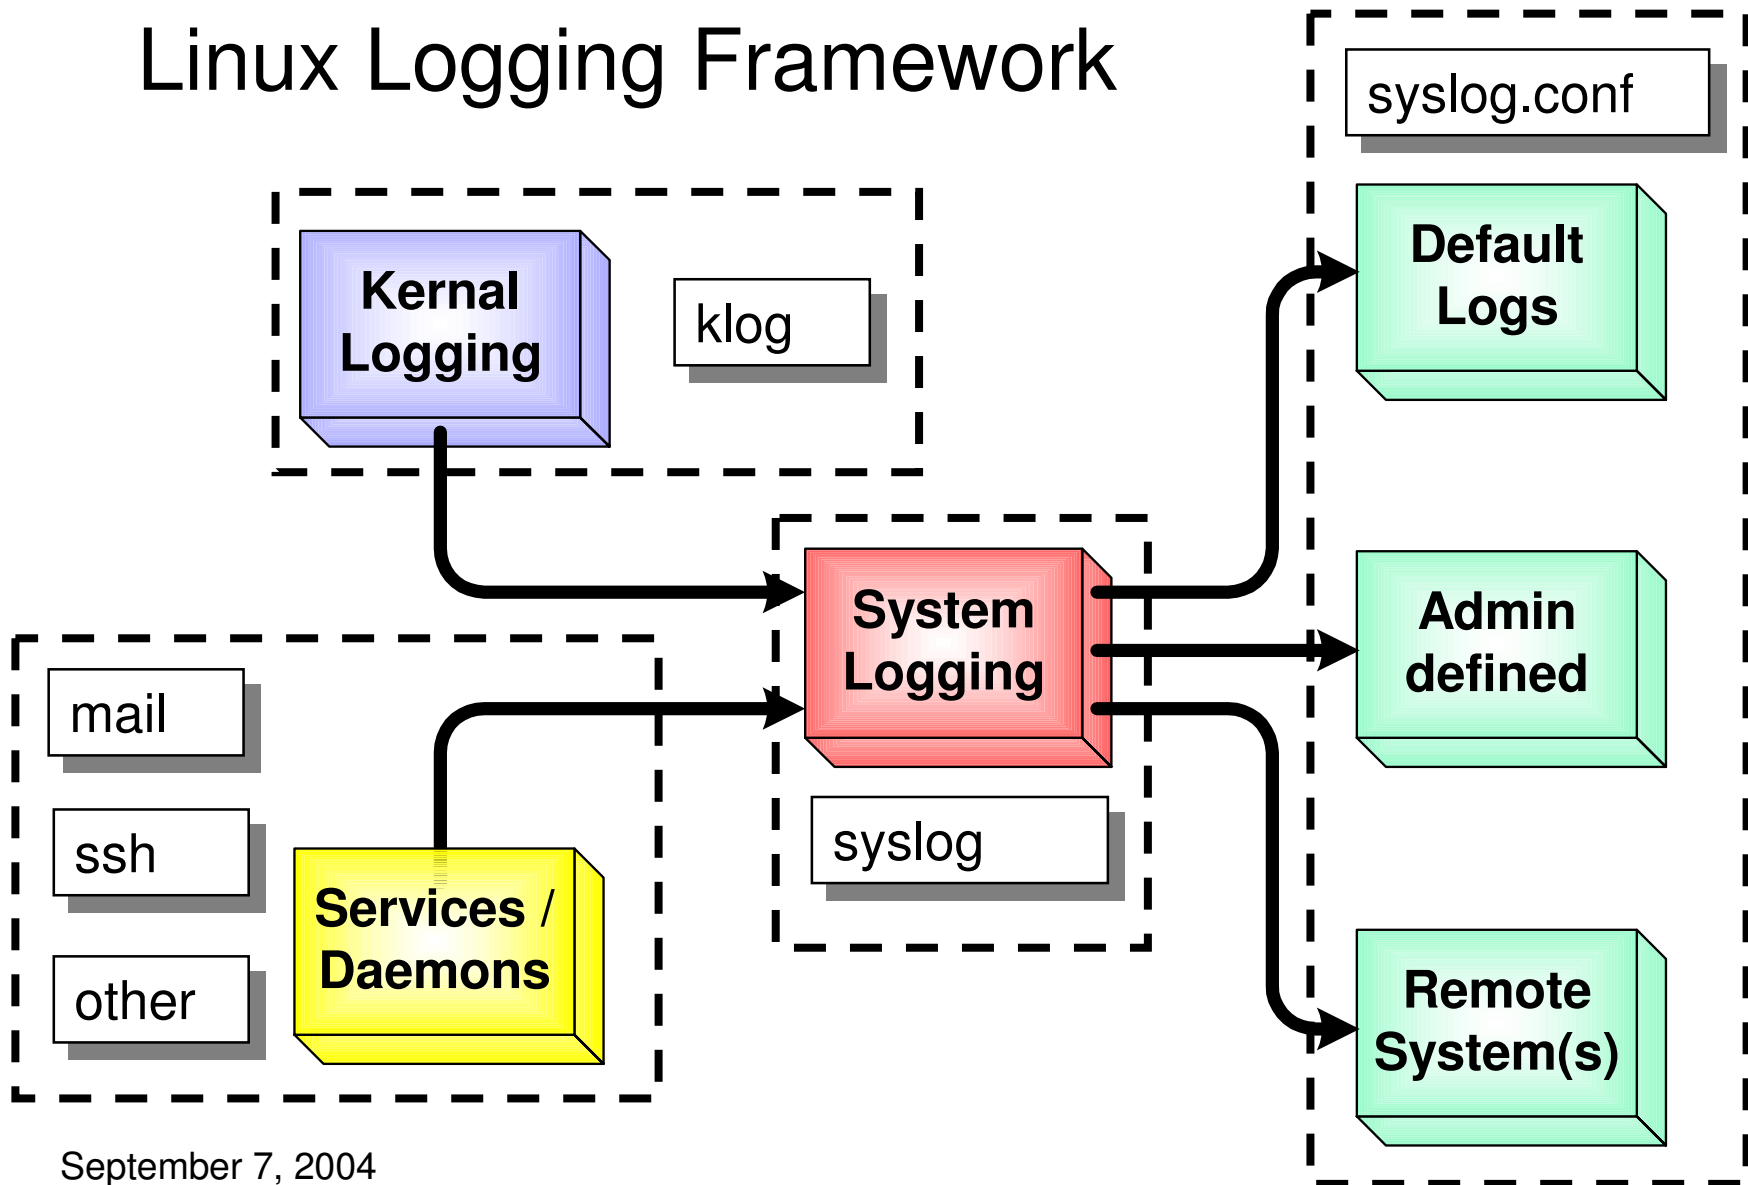 Linux Logging Framework
syslog.conf
Kernal
Logging
klog
Default
Logs
System
Logging
syslog
Admin
defined
mail
ssh
other
Services /
Daemons
Remote
System(s)
September 7, 2004